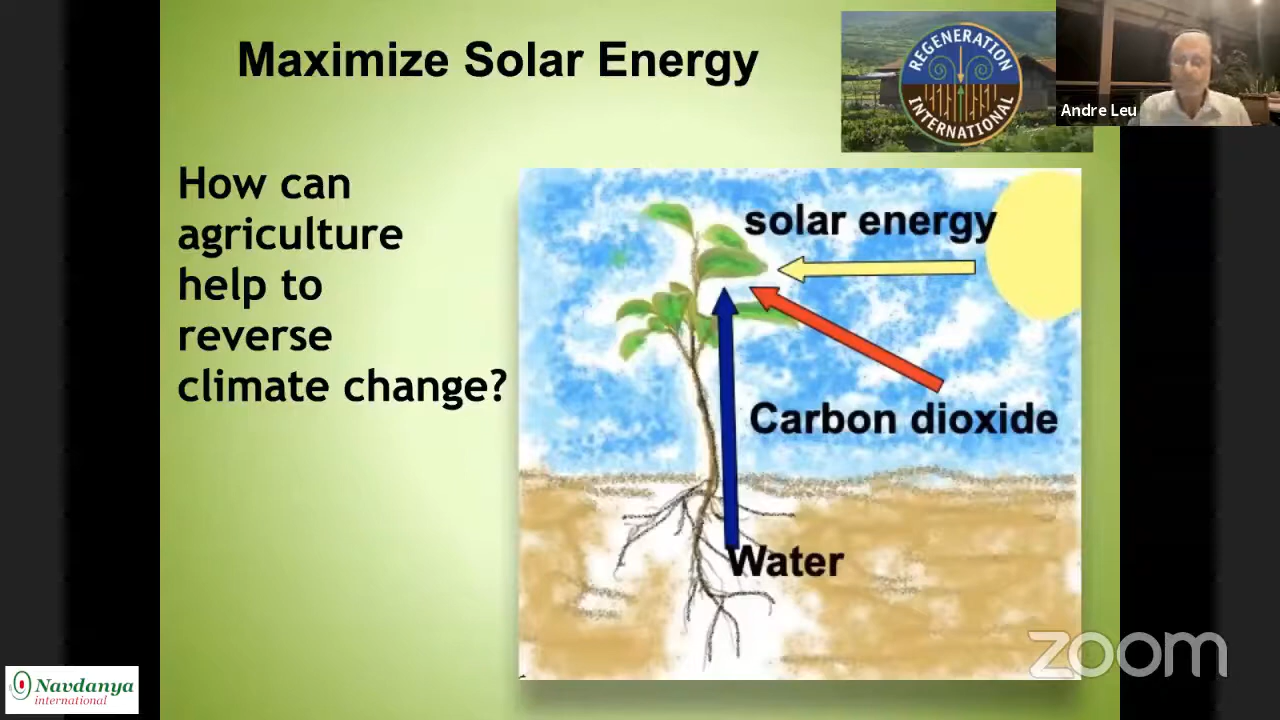 Maximize Solar Energy
REGENERATION
INTERNATIONAL
Andre Leu
How can
agriculture
help to
reverse
climate change?
solar energy
Carbon dioxide
Water
zoom
Navdanya
international